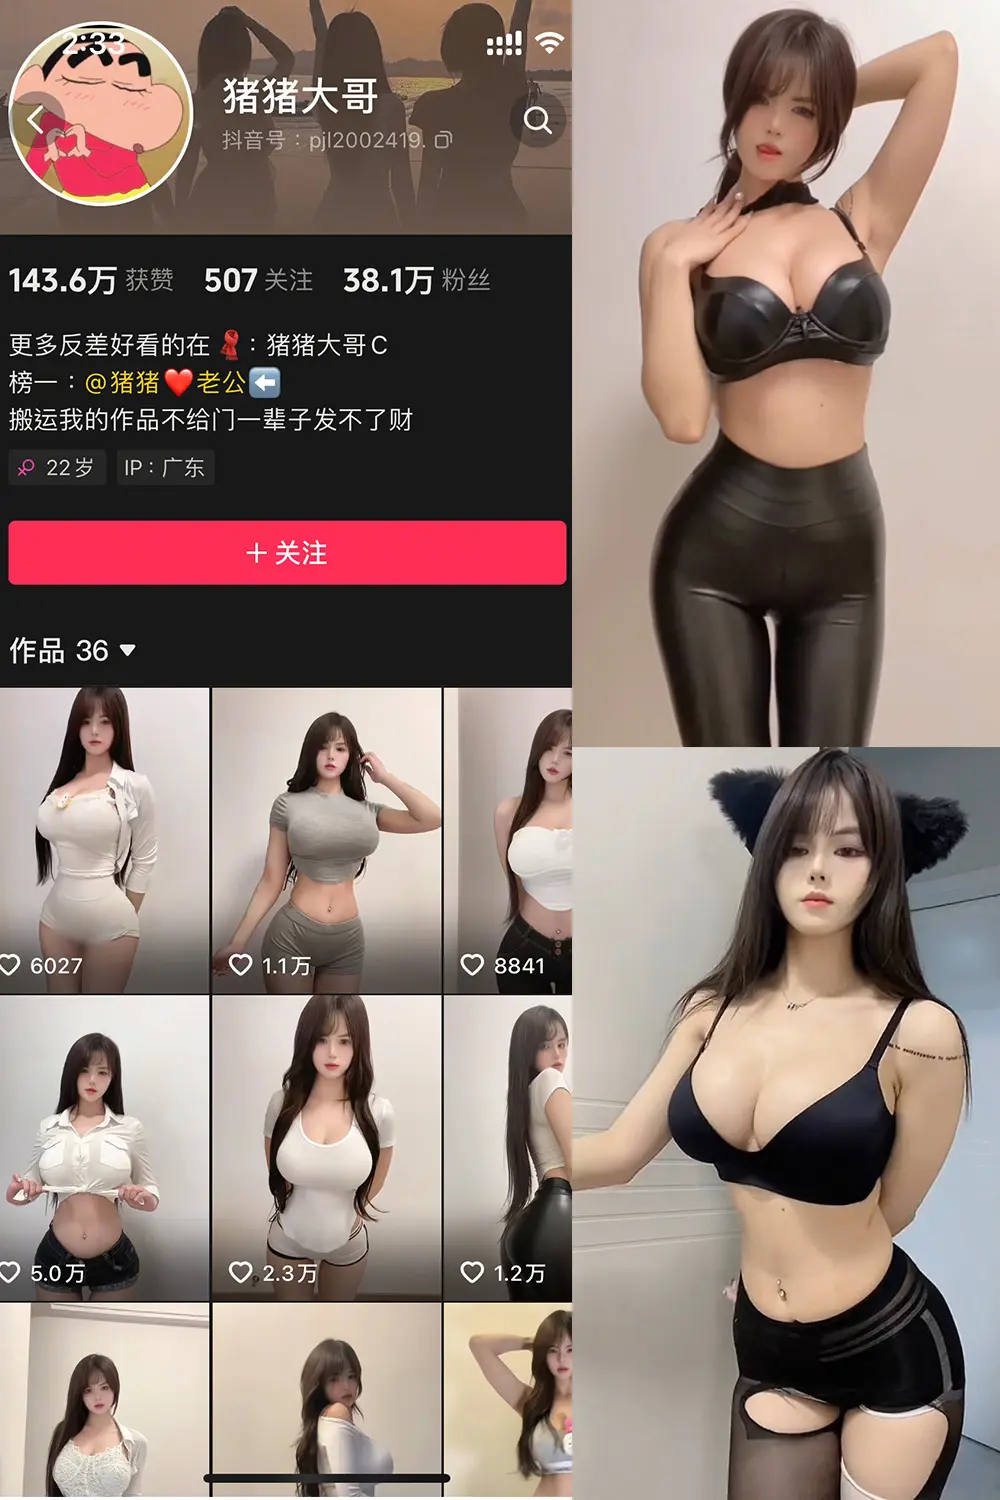 2:33
猪猪大哥
抖音号：pjl2002419.
143.6万 获赞 507 关注 38.1万 粉丝
更多反差好看的在🧣：猪猪大哥C
榜一：@猪猪❤️老公⬅️
搬运我的作品不给门一辈子发不了财
♀ 22岁 IP：广东
+ 关注
作品 36
6027
1.1万
8841
5.0万
2.3万
1.2万